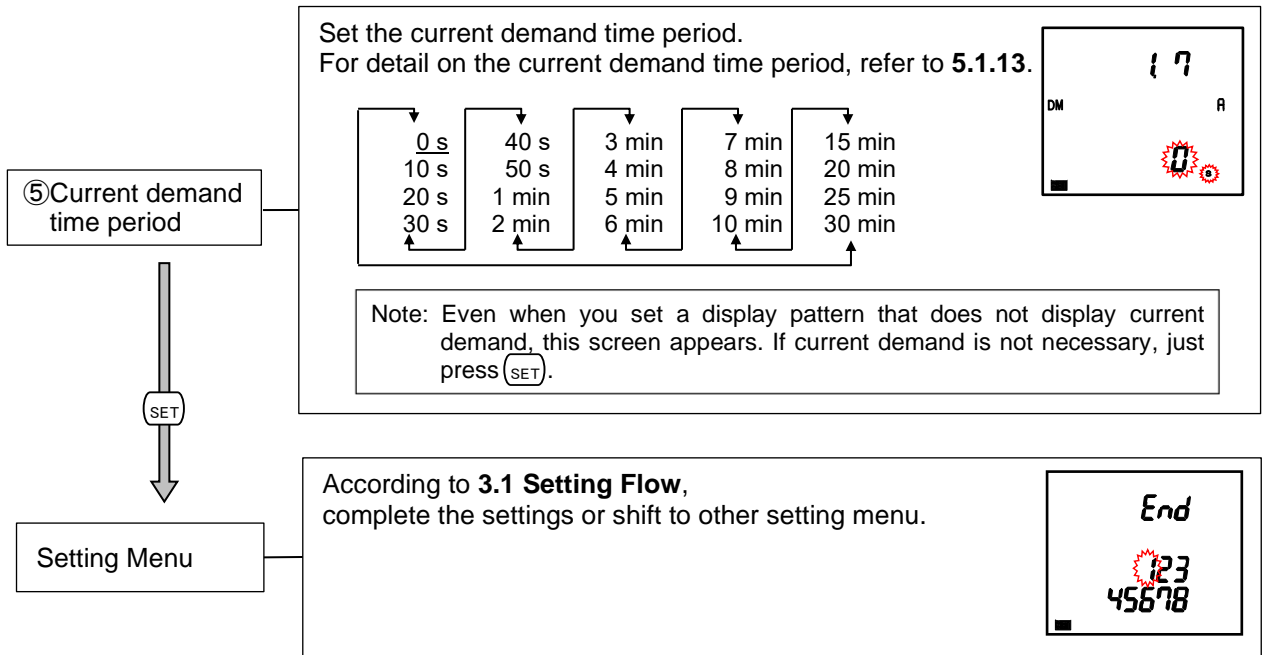 Set the current demand time period.
For detail on the current demand time period, refer to 5.1.13.
1.7
DM A
0 s
0 s 40 s 3 min 7 min 15 min
10 s 50 s 4 min 8 min 20 min
20 s 1 min 5 min 9 min 25 min
30 s 2 min 6 min 10 min 30 min
⑤Current demand
time period
Note: Even when you set a display pattern that does not display current
demand, this screen appears. If current demand is not necessary, just
press SET.
SET
Setting Menu
According to 3.1 Setting Flow,
complete the settings or shift to other setting menu.
End
123
45678